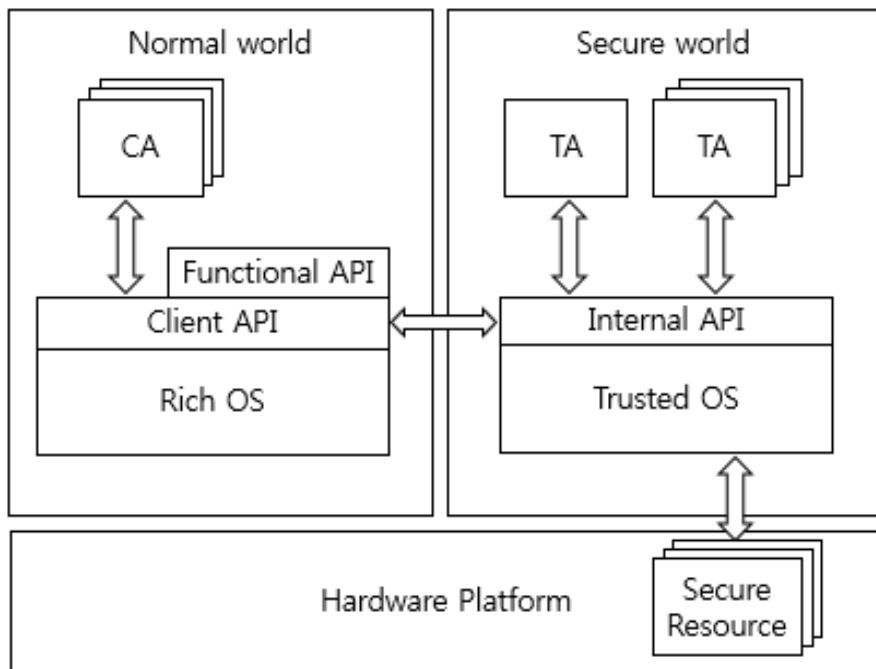 Normal world
Secure world
CA
TA
TA
Functional API
Client API
Internal API
Rich OS
Trusted OS
Hardware Platform
Secure
Resource